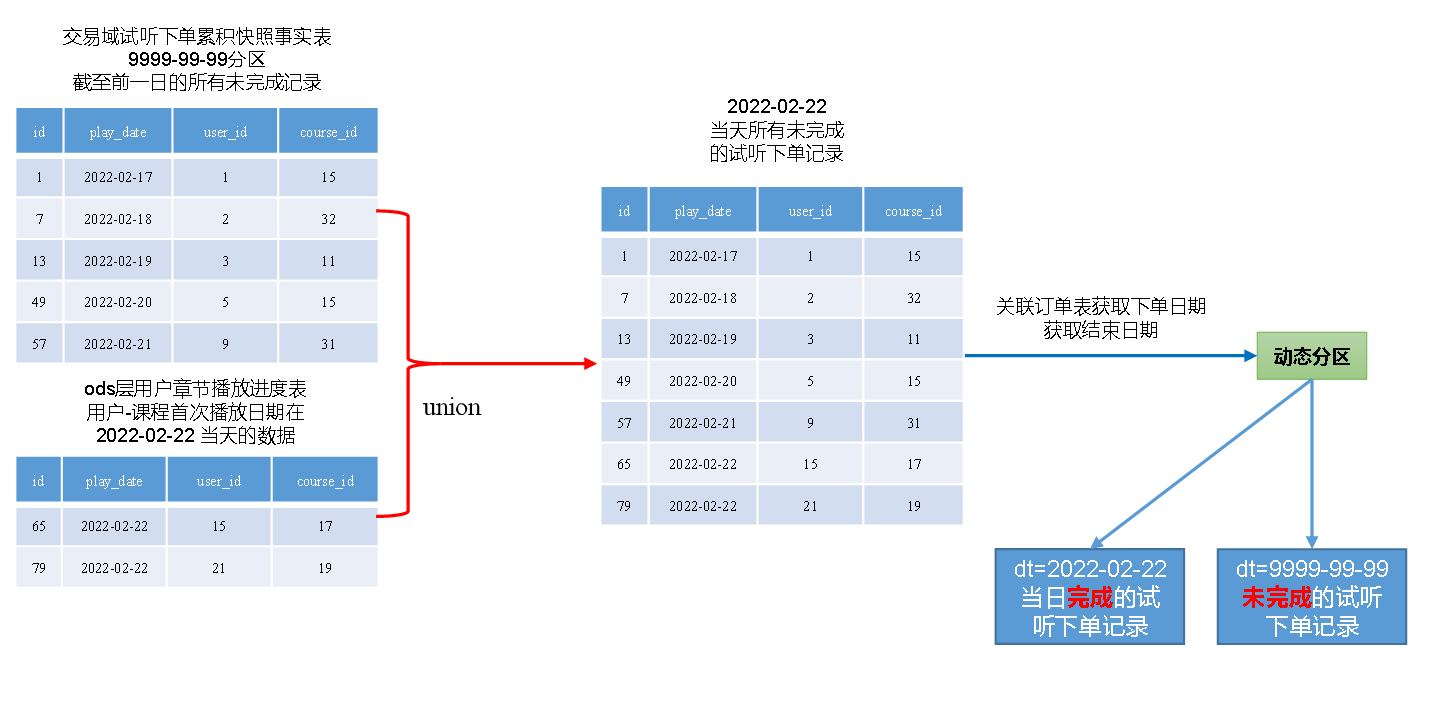 交易域试听下单累积快照事实表
9999-99-99分区
截至前一日的所有未完成记录
id play_date user_id course_id
1 2022-02-17 1 15
7 2022-02-18 2 32
13 2022-02-19 3 11
49 2022-02-20 5 15
57 2022-02-21 9 31
ods层用户章节播放进度表
用户-课程首次播放日期在
2022-02-22 当天的数据
id play_date user_id course_id
65 2022-02-22 15 17
79 2022-02-22 21 19
union
2022-02-22
当天所有未完成
的试听下单记录
id play_date user_id course_id
1 2022-02-17 1 15
7 2022-02-18 2 32
13 2022-02-19 3 11
49 2022-02-20 5 15
57 2022-02-21 9 31
65 2022-02-22 15 17
79 2022-02-22 21 19
关联订单表获取下单日期
获取结束日期
动态分区
dt=2022-02-22
当日完成的试
听下单记录
dt=9999-99-99
未完成的试听
下单记录